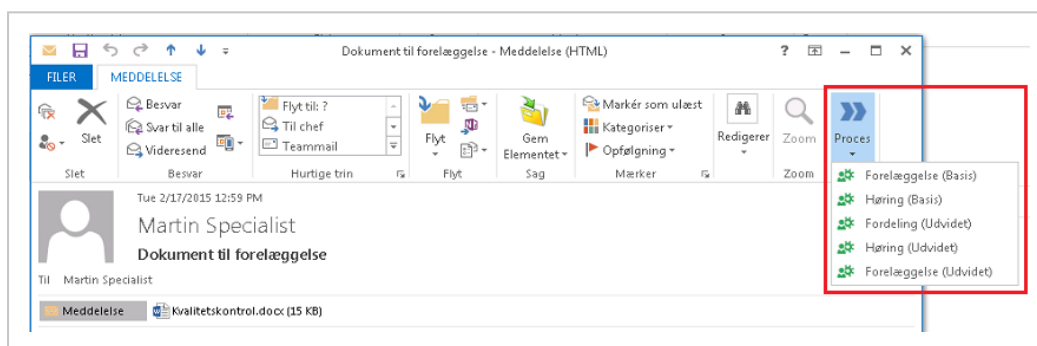 Dokument til forelæggelse - Meddelelse (HTML)
FILER
MEDDELELSE
Slet
Slet
Besvar
Svar til alle
Videresend
Besvar
Flyt til: ?
Til chef
Teammail
Hurtige trin
Flyt
Flyt
Gem
Elementet
Sag
Markér som ulæst
Kategoriser
Opfølgning
Mærker
Redigerer
Zoom
Zoom
Proces
Forelæggelse (Basis)
Høring (Basis)
Fordeling (Udvidet)
Høring (Udvidet)
Forelæggelse (Udvidet)
Tue 2/17/2015 12:59 PM
Martin Specialist
Dokument til forelæggelse
Til Martin Specialist
Meddelelse Kvalitetskontrol.docx (15 KB)